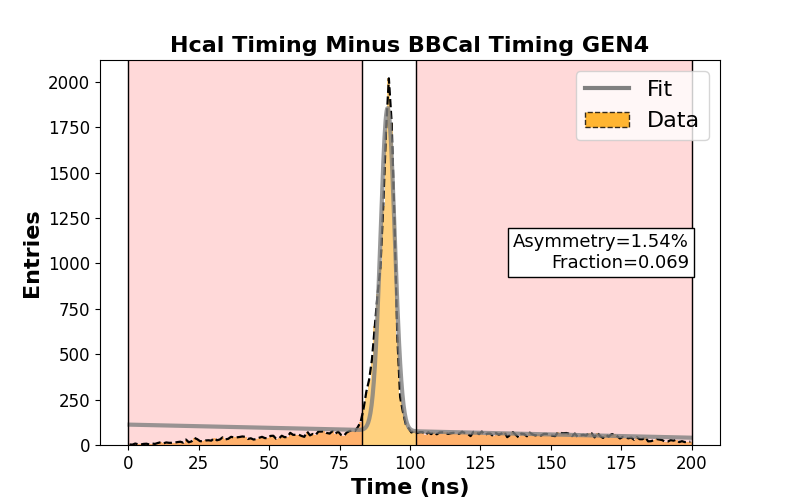 Hcal Timing Minus BBCal Timing GEN4
Entries
2000
1750
1500
1250
1000
750
500
250
0
Fit
Data
Asymmetry=1.54%
Fraction=0.069
0 25 50 75 100 125 150 175 200
Time (ns)